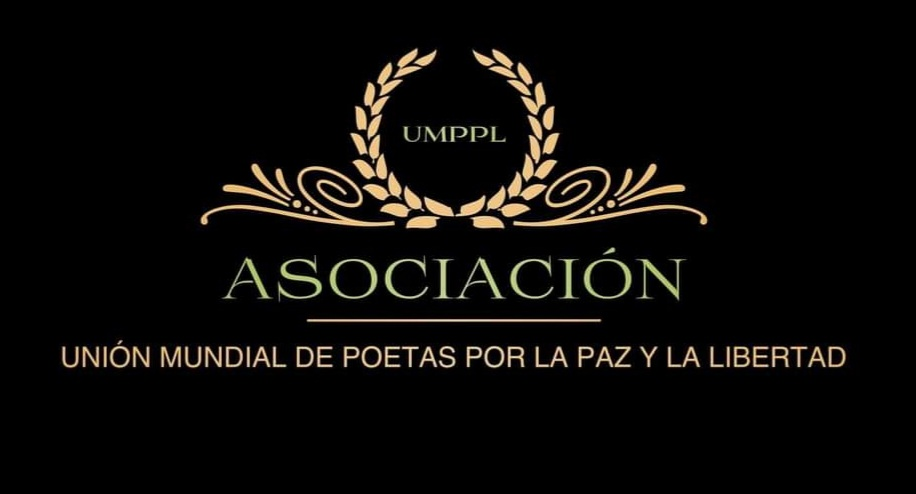 UMPPL
ASOCIACIÓN
UNIÓN MUNDIAL DE POETAS POR LA PAZ Y LA LIBERTAD